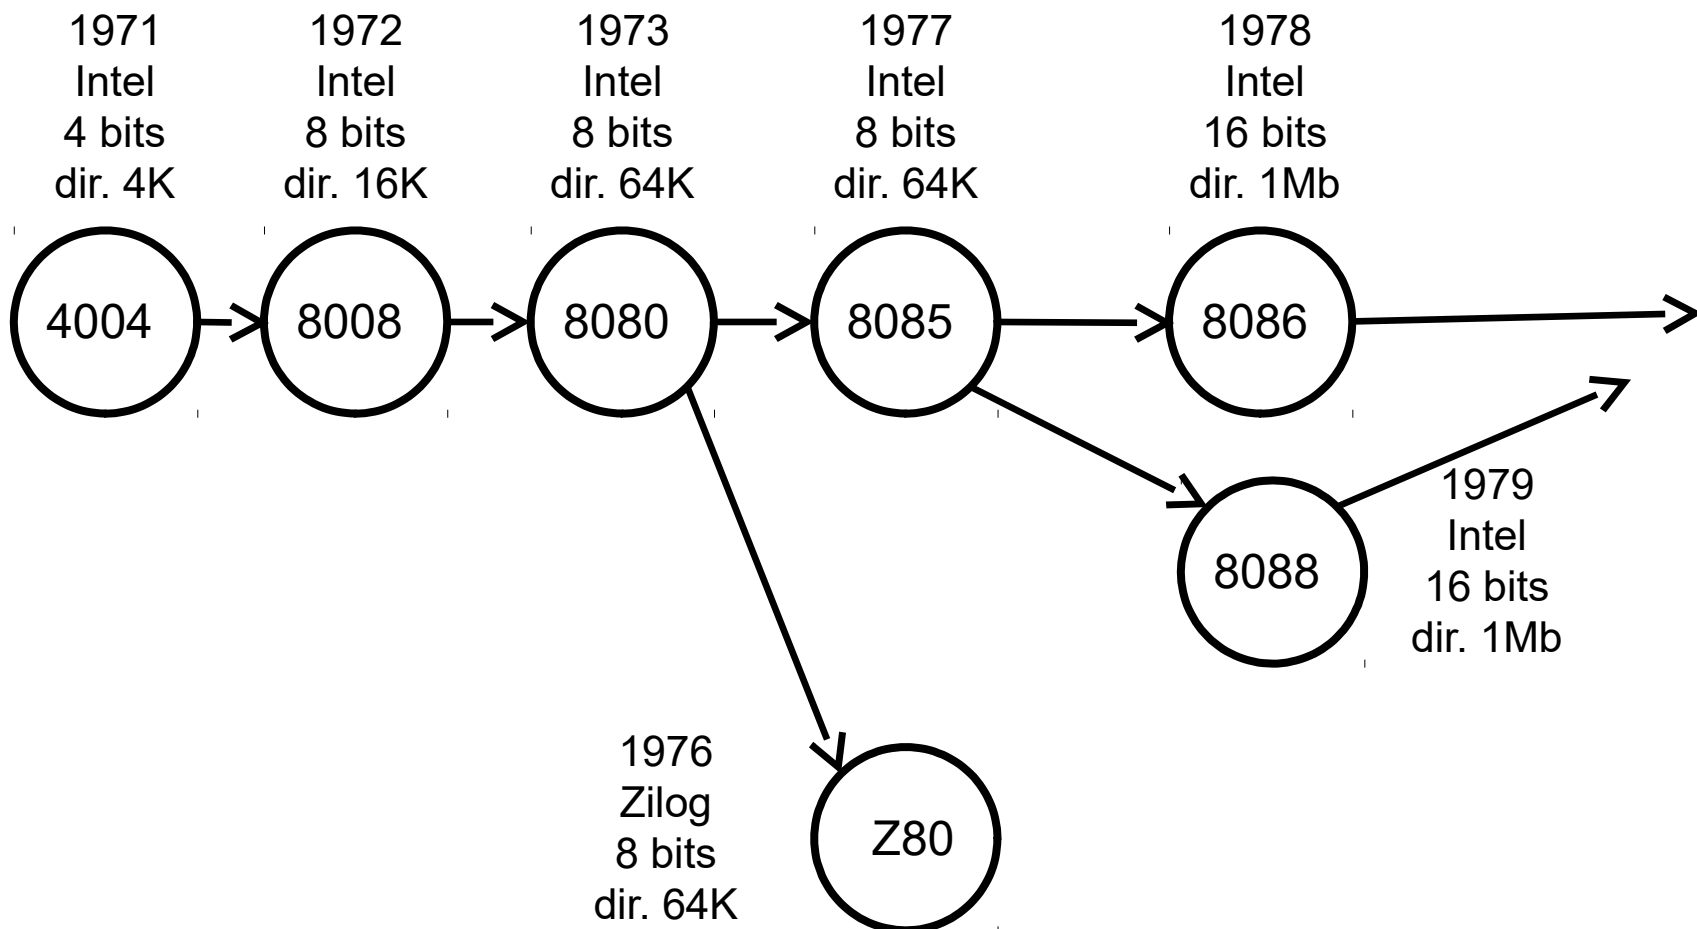 1971
Intel
4 bits
dir. 4K
1972
Intel
8 bits
dir. 16K
1973
Intel
8 bits
dir. 64K
1977
Intel
8 bits
dir. 64K
1978
Intel
16 bits
dir. 1Mb
4004
8008
8080
8085
8086
8088
1979
Intel
16 bits
dir. 1Mb
1976
Zilog
8 bits
dir. 64K
Z80